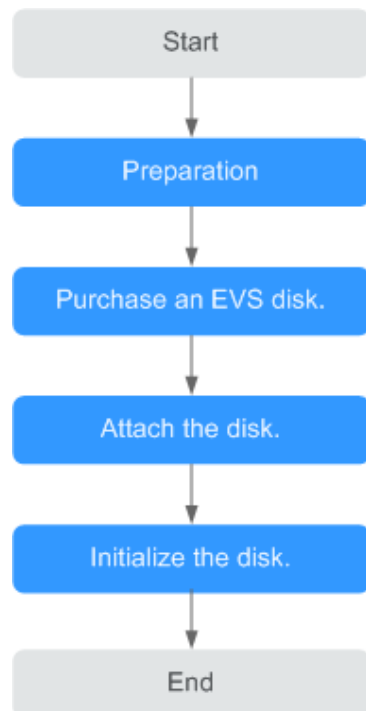 Start
Preparation
Purchase an EVS disk.
Attach the disk.
Initialize the disk.
End